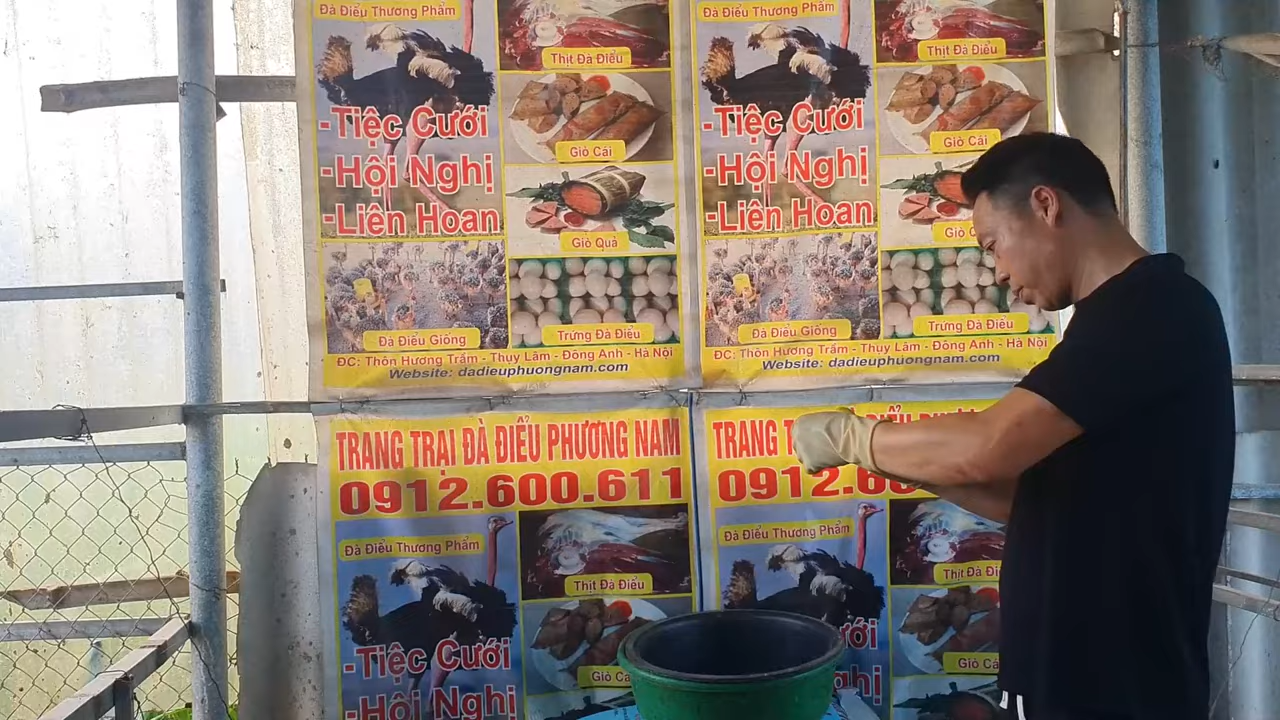 Đà Điểu Thương Phẩm
Thịt Đà Điểu
-Tiệc Cưới
-Hội Nghị
-Liên Hoan
Giò Cái
Giò Quả
Đà Điểu Giống
Trứng Đà Điểu
ĐC: Thôn Hương Trầm - Thụy Lâm - Đông Anh - Hà Nội
Website: dadieuphuongnam.com
Đà Điểu Thương Phẩm
Thịt Đà Điểu
-Tiệc Cưới
-Hội Nghị
-Liên Hoan
Giò Cái
Đà Điểu Giống
Trứng Đà Điểu
ĐC: Thôn Hương Trầm - Thụy Lâm - Đông Anh - Hà Nội
Website: dadieuphuongnam.com
TRANG TRẠI ĐÀ ĐIỂU PHƯƠNG NAM
0912.600.611
Đà Điểu Thương Phẩm
Thịt Đà Điểu
-Tiệc Cưới
-Hội Nghị
TRANG
0912.
Đà Điểu Thương Phẩm
Thịt